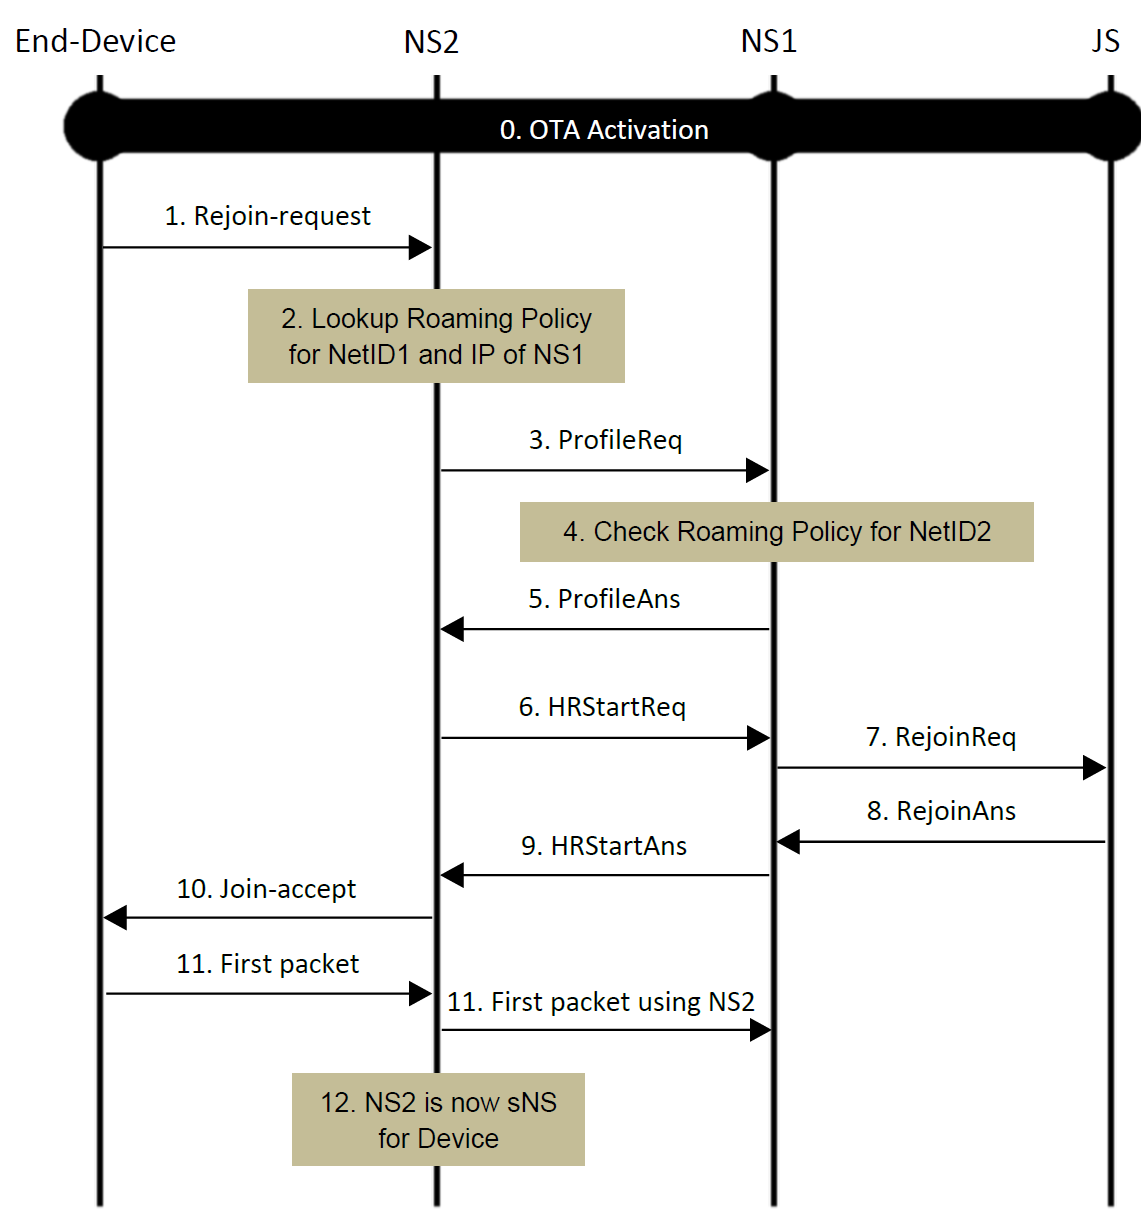 End-Device
NS2
NS1
JS
0. OTA Activation
1. Rejoin-request
2. Lookup Roaming Policy
for NetID1 and IP of NS1
3. ProfileReq
4. Check Roaming Policy for NetID2
5. ProfileAns
6. HRStartReq
7. RejoinReq
8. RejoinAns
9. HRStartAns
10. Join-accept
11. First packet
11. First packet using NS2
12. NS2 is now sNS
for Device